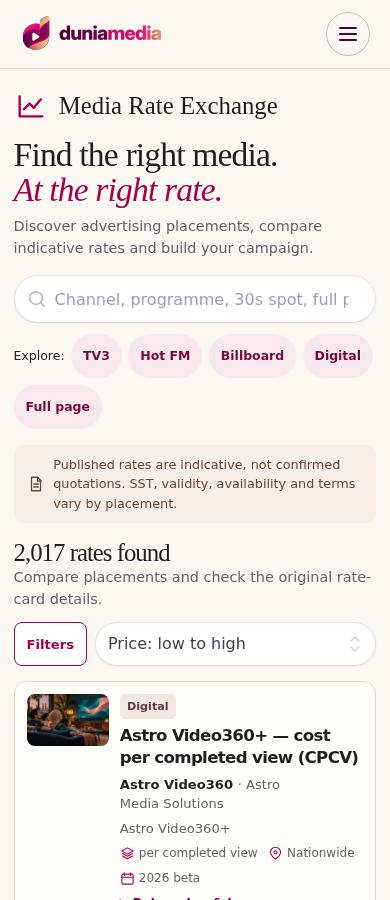 duniamedia
Media Rate Exchange
Find the right media.
At the right rate.
Discover advertising placements, compare
indicative rates and build your campaign.
Channel, programme, 30s spot, full p
Explore: TV3 Hot FM Billboard Digital
Full page
Published rates are indicative, not confirmed
quotations. SST, validity, availability and terms
vary by placement.
2,017 rates found
Compare placements and check the original rate-
card details.
Filters Price: low to high
Digital
Astro Video360+ — cost
per completed view (CPCV)
Astro Video360 · Astro
Media Solutions
Astro Video360+
per completed view Nationwide
2026 beta